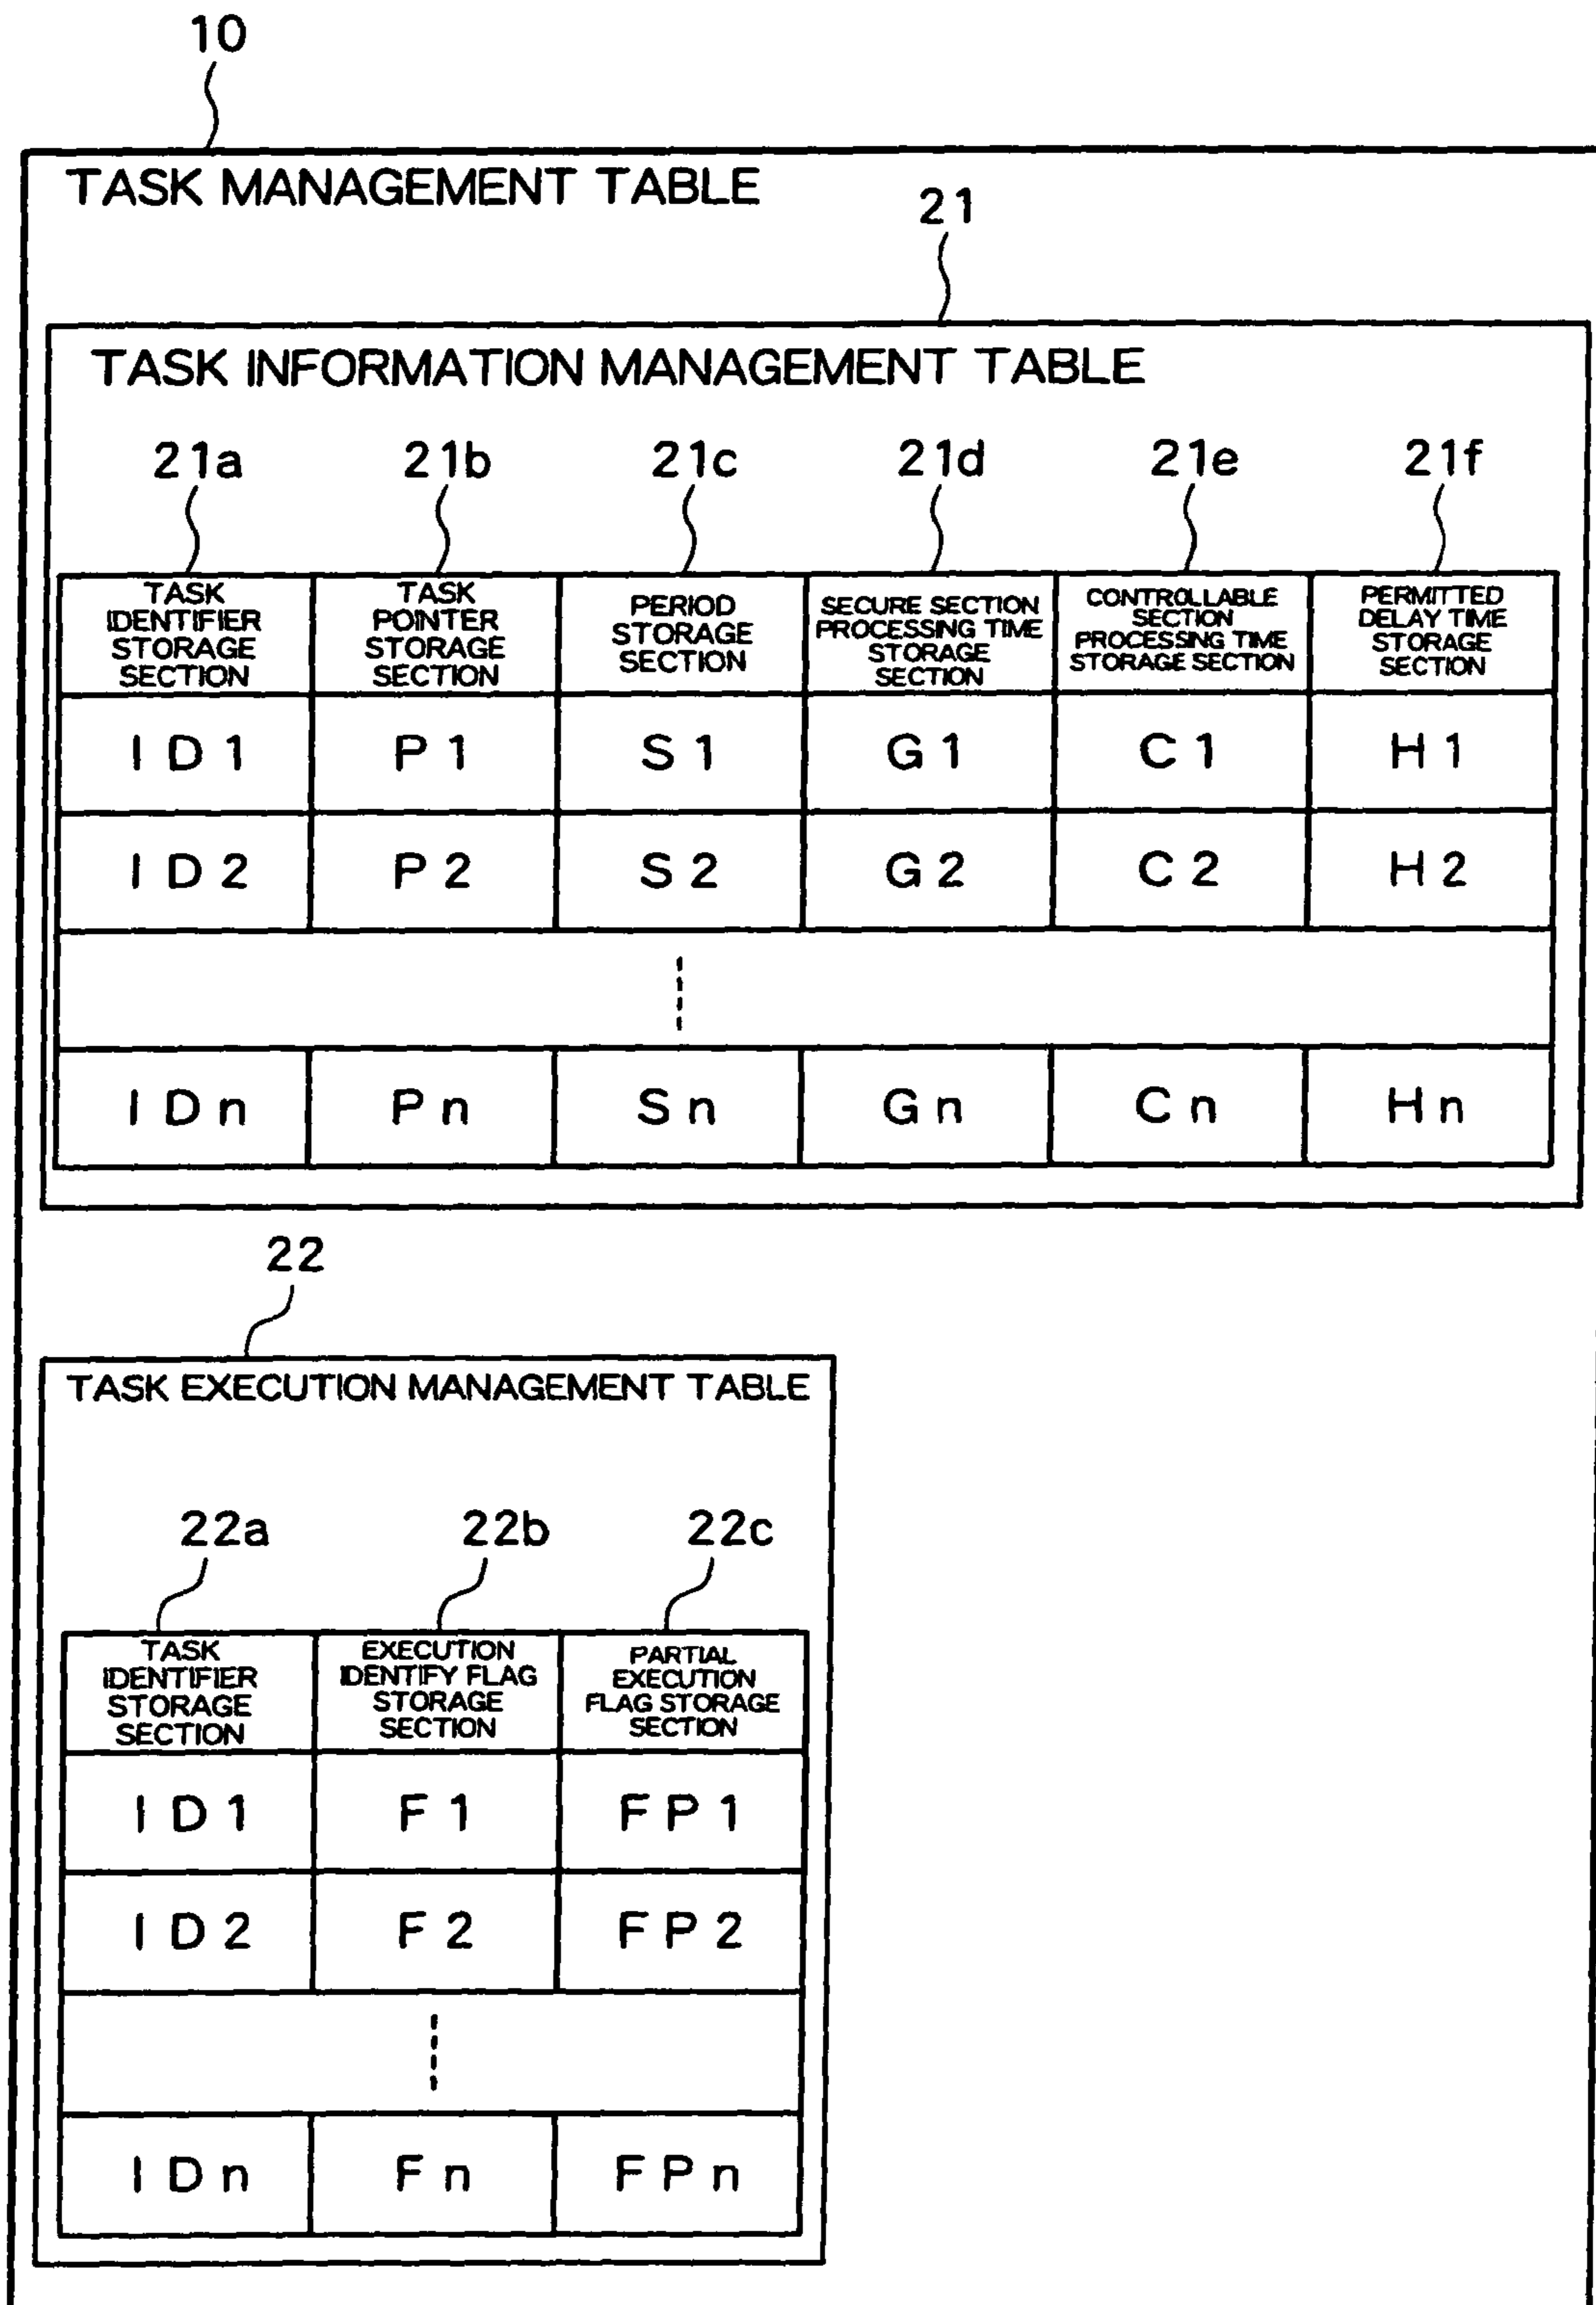 10
TASK MANAGEMENT TABLE
21
TASK INFORMATION MANAGEMENT TABLE
21a 21b 21c 21d 21e 21f
TASK IDENTIFIER STORAGE SECTION
TASK POINTER STORAGE SECTION
PERIOD STORAGE SECTION
SECURE SECTION PROCESSING TIME STORAGE SECTION
CONTROLLABLE SECTION PROCESSING TIME STORAGE SECTION
PERMITTED DELAY TIME STORAGE SECTION
ID1 P1 S1 G1 C1 H1
ID2 P2 S2 G2 C2 H2
IDn Pn Sn Gn Cn Hn
22
TASK EXECUTION MANAGEMENT TABLE
22a 22b 22c
TASK IDENTIFIER STORAGE SECTION
EXECUTION IDENTIFY FLAG STORAGE SECTION
PARTIAL EXECUTION FLAG STORAGE SECTION
ID1 F1 FP1
ID2 F2 FP2
IDn Fn FPn